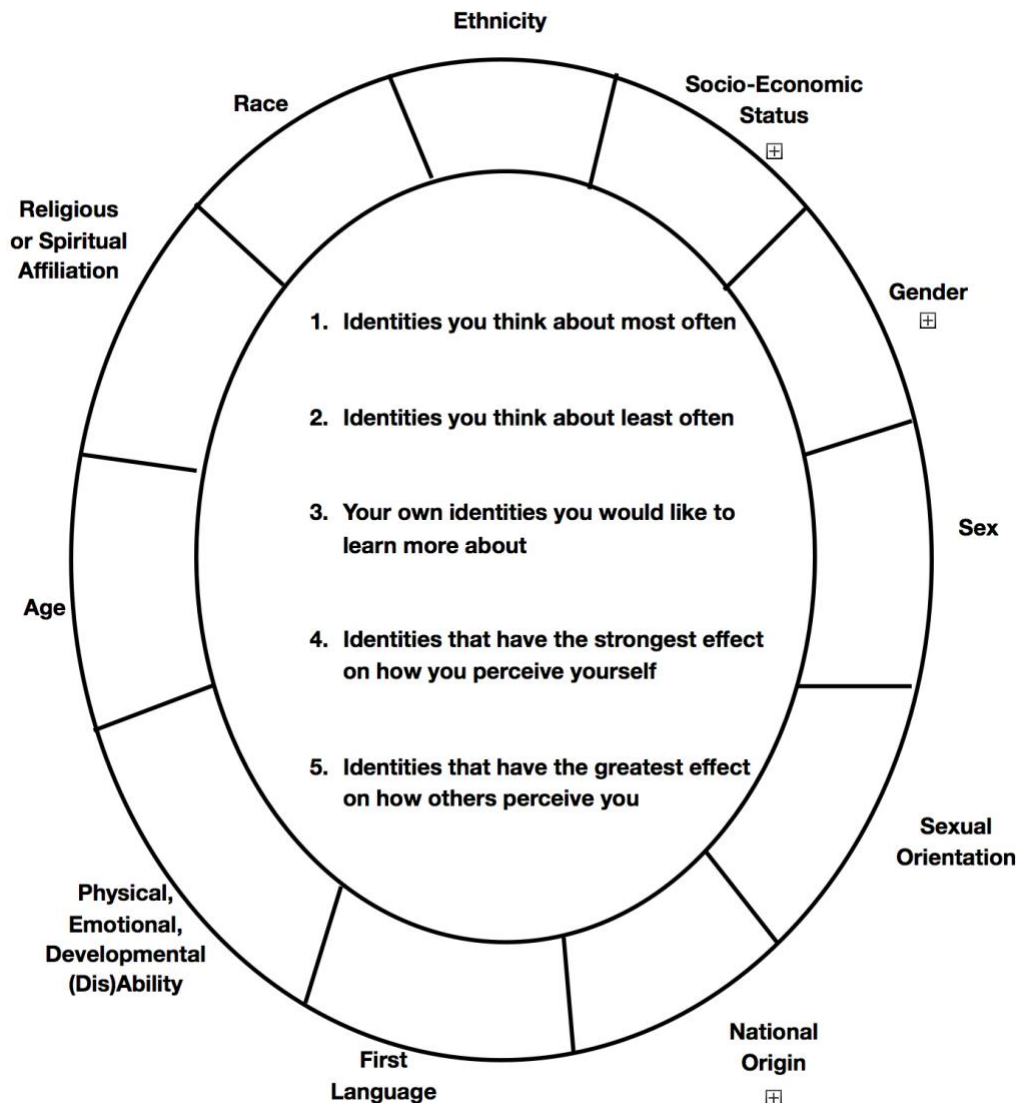 Ethnicity
Socio-Economic
Status
Race
Religious
or Spiritual
Affiliation
Gender
1. Identities you think about most often
2. Identities you think about least often
3. Your own identities you would like to
learn more about
Sex
Age
4. Identities that have the strongest effect
on how you perceive yourself
5. Identities that have the greatest effect
on how others perceive you
Sexual
Orientation
Physical,
Emotional,
Developmental
(Dis)Ability
National
Origin
First
Language